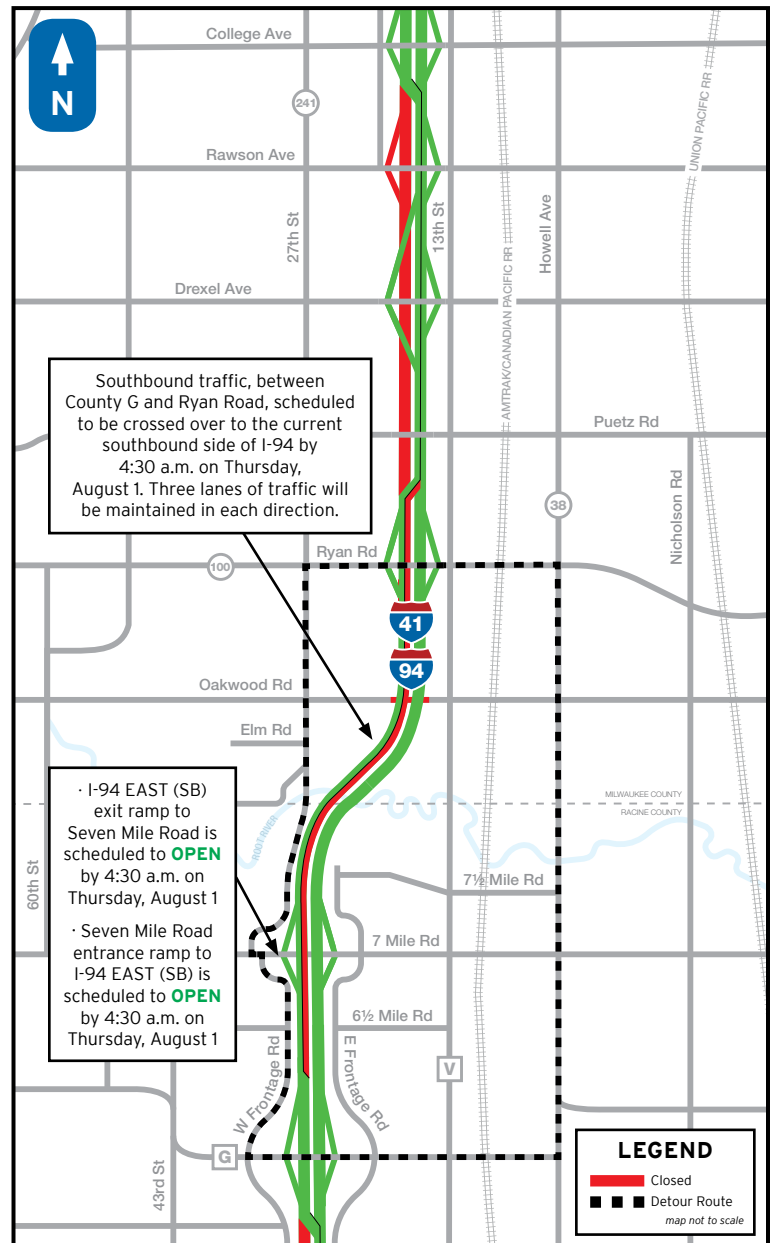 N
College Ave
241
UNION PACIFIC RR
Rawson Ave
27th St
13th St
Howell Ave
AMTRAK/CANADIAN PACIFIC RR
Drexel Ave
Southbound traffic, between
County G and Ryan Road, scheduled
to be crossed over to the current
southbound side of I-94 by
4:30 a.m. on Thursday,
August 1. Three lanes of traffic will
be maintained in each direction.
Puetz Rd
Nicholson Rd
38
Ryan Rd
100
41
94
Oakwood Rd
Elm Rd
MILWAUKEE COUNTY
RACINE COUNTY
ROOT RIVER
· I-94 EAST (SB)
exit ramp to
Seven Mile Road is
scheduled to OPEN
by 4:30 a.m. on
Thursday, August 1
· Seven Mile Road
entrance ramp to
I-94 EAST (SB) is
scheduled to OPEN
by 4:30 a.m. on
Thursday, August 1
60th St
7½ Mile Rd
7 Mile Rd
6½ Mile Rd
W Frontage Rd
E Frontage Rd
V
G
43rd St
LEGEND
Closed
Detour Route
map not to scale